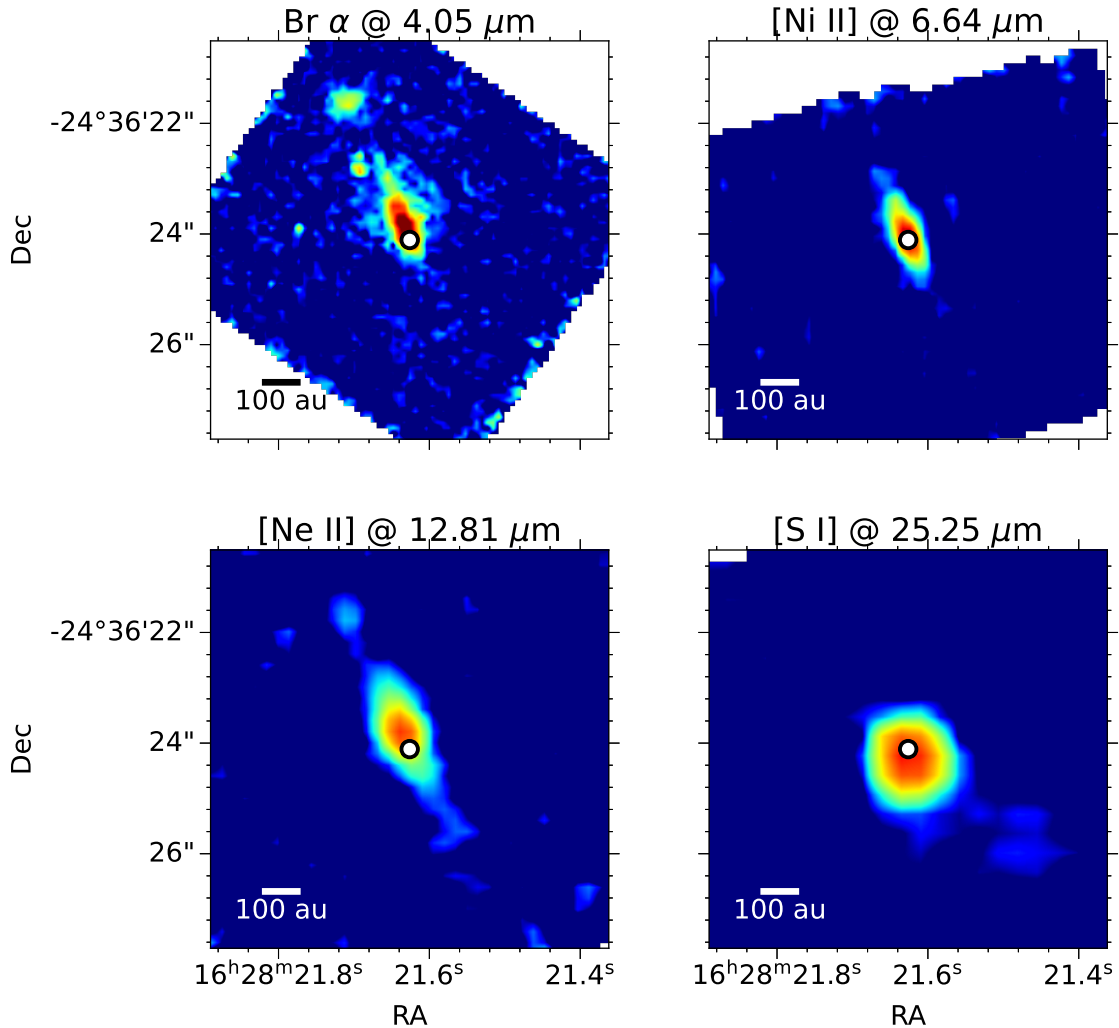 Br α @ 4.05 μm
[Ni II] @ 6.64 μm
-24°36'22"
24"
26"
Dec
100 au
100 au
[Ne II] @ 12.81 μm
[S I] @ 25.25 μm
-24°36'22"
24"
26"
Dec
100 au
100 au
16ʰ28ᵐ21.8ˢ
21.6ˢ
21.4ˢ
RA
16ʰ28ᵐ21.8ˢ
21.6ˢ
21.4ˢ
RA